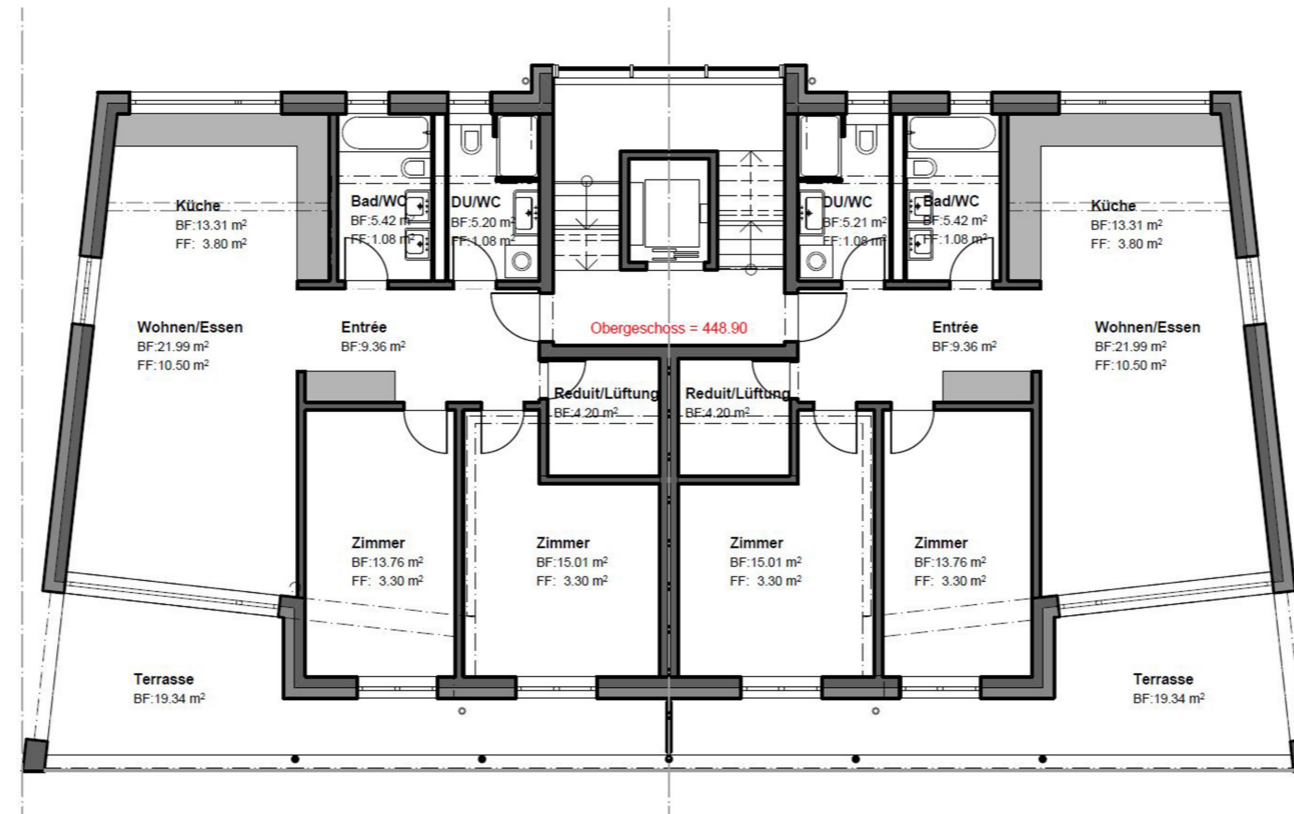 Küche
BF:13.31 m²
FF: 3.80 m²
Bad/WC
BF:5.42 m²
FF:1.08 m²
DU/WC
BF:5.20 m²
FF:1.08 m²
DU/WC
BF:5.21 m²
FF:1.08 m²
Bad/WC
BF:5.42 m²
FF:1.08 m²
Küche
BF:13.31 m²
FF: 3.80 m²
Wohnen/Essen
BF:21.99 m²
FF:10.50 m²
Entrée
BF:9.36 m²
Obergeschoss = 448.90
Entrée
BF:9.36 m²
Wohnen/Essen
BF:21.99 m²
FF:10.50 m²
Reduit/Lüftung
BF:4.20 m²
Reduit/Lüftung
BF:4.20 m²
Zimmer
BF:13.76 m²
FF: 3.30 m²
Zimmer
BF:15.01 m²
FF: 3.30 m²
Zimmer
BF:15.01 m²
FF: 3.30 m²
Zimmer
BF:13.76 m²
FF: 3.30 m²
Terrasse
BF:19.34 m²
Terrasse
BF:19.34 m²